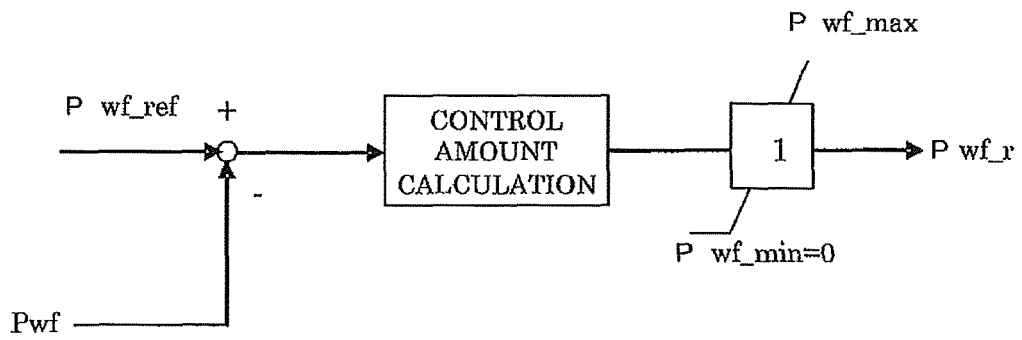 P wf_max
P wf_ref
+
CONTROL
AMOUNT
CALCULATION
1
P wf_r
-
P wf_min=0
Pwf